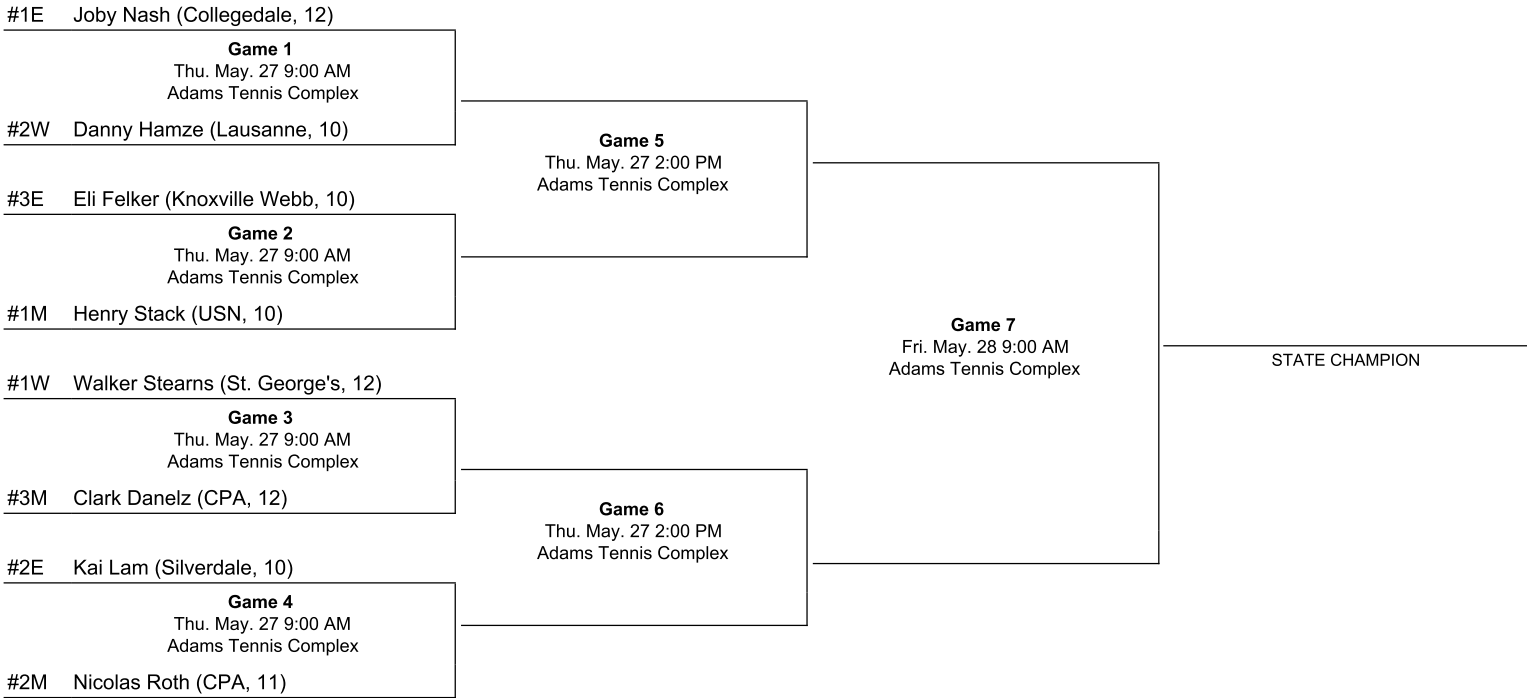 #1E Joby Nash (Collegedale, 12)
Game 1
Thu. May. 27 9:00 AM
Adams Tennis Complex
#2W Danny Hamze (Lausanne, 10)
#3E Eli Felker (Knoxville Webb, 10)
Game 2
Thu. May. 27 9:00 AM
Adams Tennis Complex
#1M Henry Stack (USN, 10)
#1W Walker Stearns (St. George's, 12)
Game 3
Thu. May. 27 9:00 AM
Adams Tennis Complex
#3M Clark Danelz (CPA, 12)
#2E Kai Lam (Silverdale, 10)
Game 4
Thu. May. 27 9:00 AM
Adams Tennis Complex
#2M Nicolas Roth (CPA, 11)
Game 5
Thu. May. 27 2:00 PM
Adams Tennis Complex
Game 6
Thu. May. 27 2:00 PM
Adams Tennis Complex
Game 7
Fri. May. 28 9:00 AM
Adams Tennis Complex
STATE CHAMPION